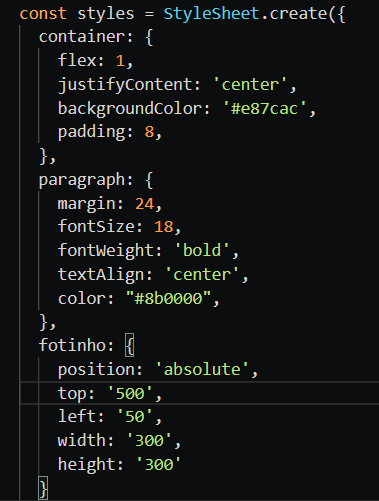 const styles = StyleSheet.create({
container: {
flex: 1,
justifyContent: 'center',
backgroundColor: '#e87cac',
padding: 8,
},
paragraph: {
margin: 24,
fontSize: 18,
fontWeight: 'bold',
textAlign: 'center',
color: "#8b0000",
},
fotinho: {
position: 'absolute',
top: '500',
left: '50',
width: '300',
height: '300'
}